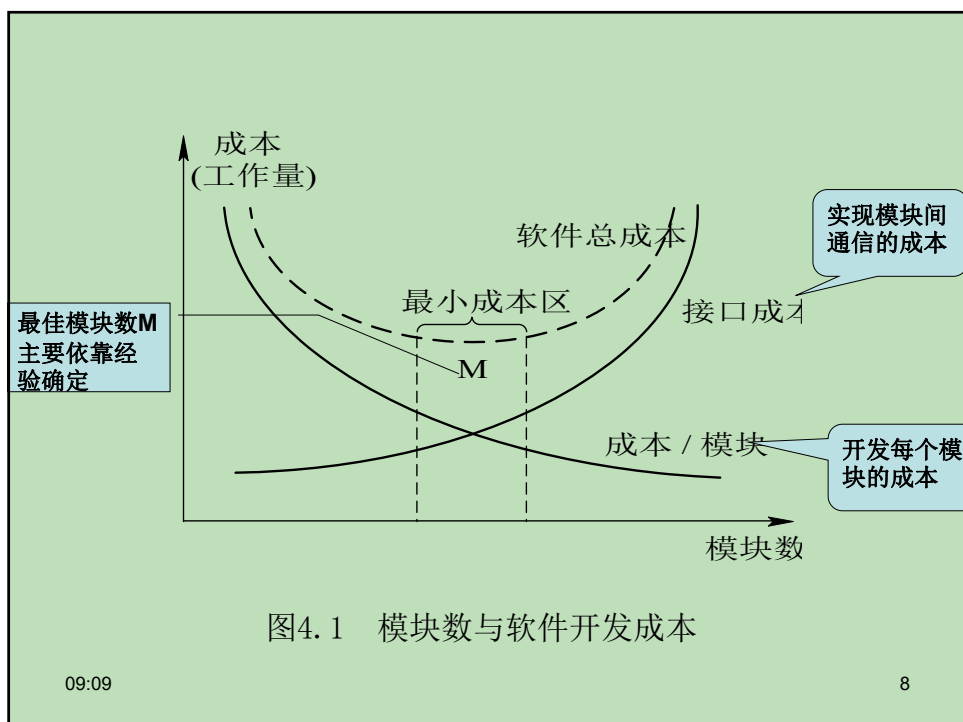 成本
(工作量)
软件总成本
实现模块间
通信的成本
最小成本区
接口成本
最佳模块数M
主要依靠经
验确定
M
成本 / 模块
开发每个模
块的成本
模块数
图4.1 模块数与软件开发成本
09:09
8